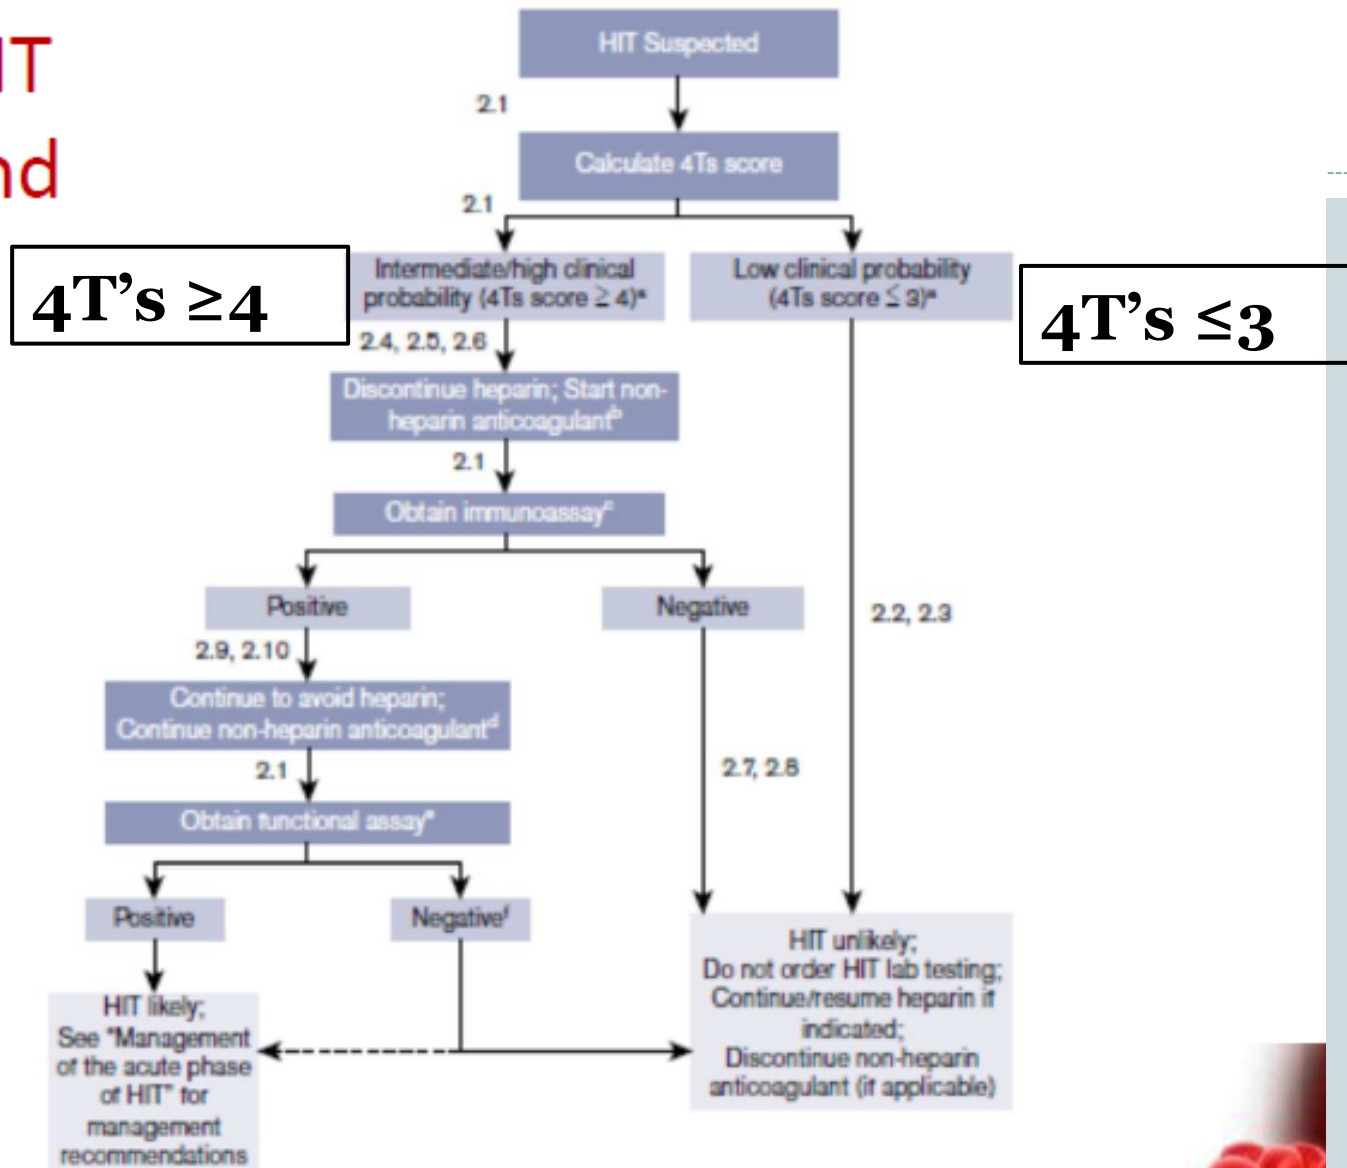 IT
nd
HIT Suspected
2.1
Calculate 4Ts score
2.1
4T’s ≥4
Intermediate/high clinical
probability (4Ts score ≥ 4)ᵃ
Low clinical probability
(4Ts score ≤ 3)ᵃ
4T’s ≤3
2.4, 2.5, 2.6
Discontinue heparin; Start non-
heparin anticoagulantᵇ
2.1
Obtain immunoassayᶜ
Positive
Negative
2.2, 2.3
2.9, 2.10
Continue to avoid heparin;
Continue non-heparin anticoagulantᵈ
2.1
2.7, 2.8
Obtain functional assayᵉ
Positive
Negativeᶠ
HIT likely;
See "Management
of the acute phase
of HIT" for
management
recommendations
HIT unlikely;
Do not order HIT lab testing;
Continue/resume heparin if
indicated;
Discontinue non-heparin
anticoagulant (if applicable)